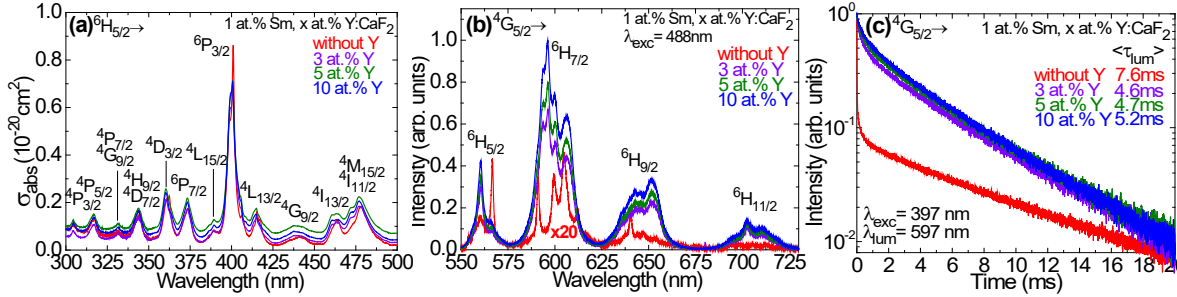 (a) ⁶H₅/₂→ 1 at.% Sm, x at.% Y:CaF₂
without Y
3 at.% Y
5 at.% Y
10 at.% Y
⁶P₃/₂
⁴P₇/₂
⁴G₉/₂
⁴D₃/₂
⁴L₁₅/₂
⁴P₅/₂
⁴H₉/₂
⁶P₇/₂
⁴P₃/₂
⁴D₇/₂
⁴L₁₃/₂
⁴G₉/₂
⁴M₁₅/₂
⁴I₁₁/₂
⁴I₁₃/₂
σabs (10⁻²⁰cm²)
1.0
0.8
0.6
0.4
0.2
0.0
300 350 400 450 500
Wavelength (nm)
(b) ⁴G₅/₂→ 1 at.% Sm, x at.% Y:CaF₂
λexc=488nm
without Y
3 at.% Y
5 at.% Y
10 at.% Y
⁶H₇/₂
⁶H₅/₂
⁶H₉/₂
⁶H₁₁/₂
x20
Intensity (arb. units)
1.0
0.8
0.6
0.4
0.2
0.0
550 600 650 700
Wavelength (nm)
(c) ⁴G₅/₂→ 1 at.% Sm, x at.% Y:CaF₂
<τlum>
without Y 7.6ms
3 at.% Y 4.6ms
5 at.% Y 4.7ms
10 at.% Y 5.2ms
λexc= 397 nm
λlum= 597 nm
Intensity (arb. units)
10⁰
10⁻¹
10⁻²
0 2 4 6 8 10 12 14 16 18 20
Time (ms)